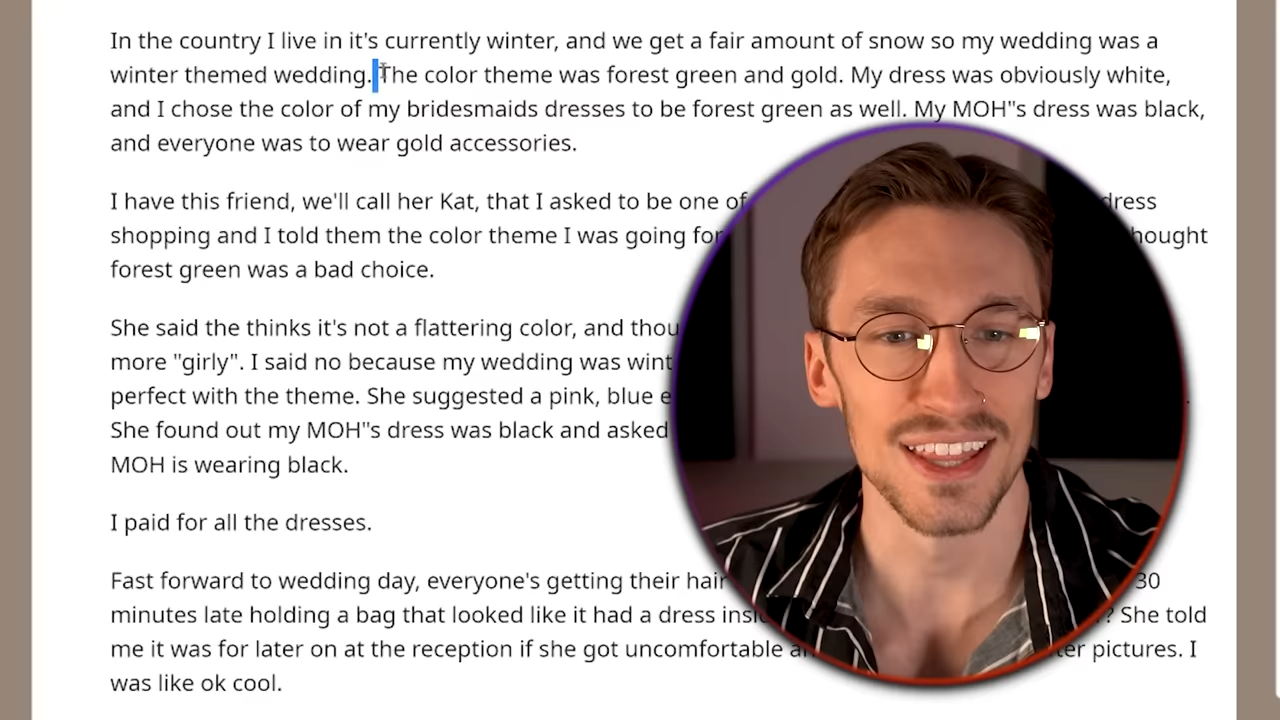 In the country I live in it's currently winter, and we get a fair amount of snow so my wedding was a
winter themed wedding. The color theme was forest green and gold. My dress was obviously white,
and I chose the color of my bridesmaids dresses to be forest green as well. My MOH"s dress was black,
and everyone was to wear gold accessories.
I have this friend, we'll call her Kat, that I asked to be one of dress
shopping and I told them the color theme I was going for
forest green was a bad choice.
She said the thinks it's not a flattering color, and
more "girly". I said no because my wedding was
perfect with the theme. She suggested a pink, blue
She found out my MOH"s dress was black and asked
MOH is wearing black.
I paid for all the dresses.
Fast forward to wedding day, everyone's getting their hair 30
minutes late holding a bag that looked like it had a dress ? She told
me it was for later on at the reception if she got uncomfortable pictures. I
was like ok cool.